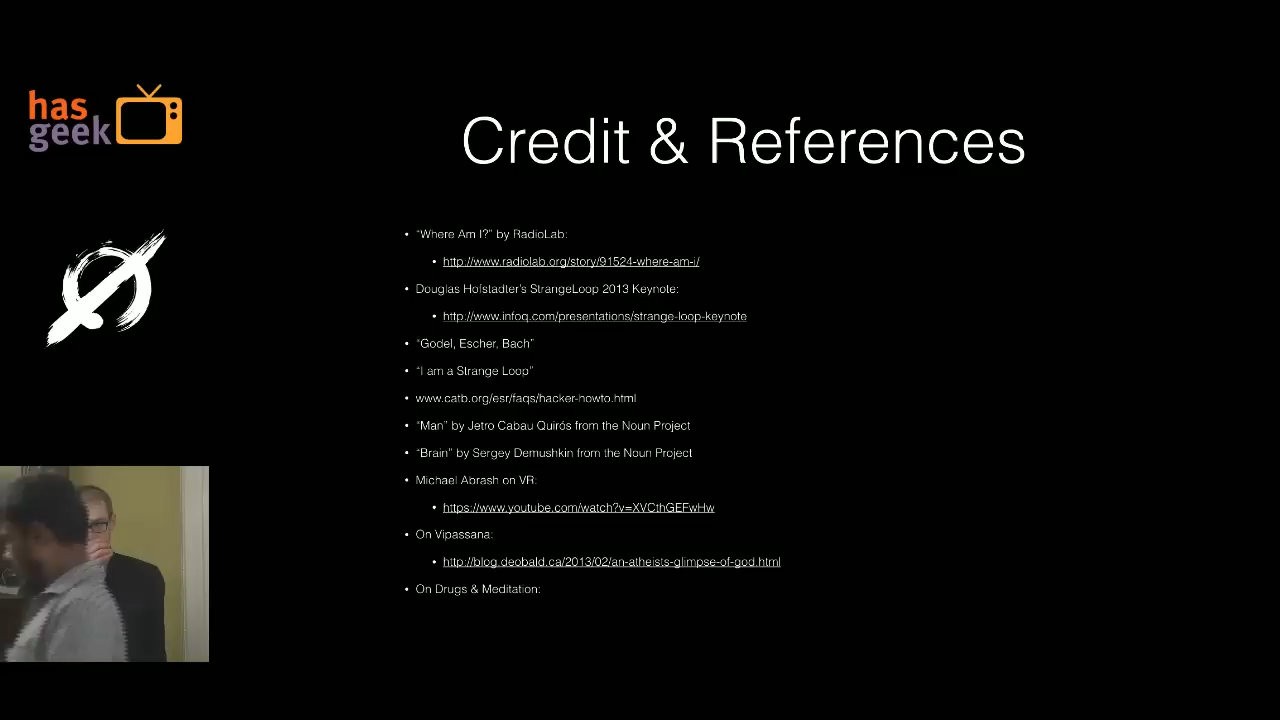 has
geek
Credit & References
• “Where Am I?” by RadioLab:
• http://www.radiolab.org/story/91524-where-am-i/
• Douglas Hofstadter’s StrangeLoop 2013 Keynote:
• http://www.infoq.com/presentations/strange-loop-keynote
• “Godel, Escher, Bach”
• “I am a Strange Loop”
• www.catb.org/esr/faqs/hacker-howto.html
• “Man” by Jetro Cabau Quirós from the Noun Project
• “Brain” by Sergey Demushkin from the Noun Project
• Michael Abrash on VR:
• https://www.youtube.com/watch?v=XVCthGEFwHw
• On Vipassana:
• http://blog.deobald.ca/2013/02/an-atheists-glimpse-of-god.html
• On Drugs & Meditation: